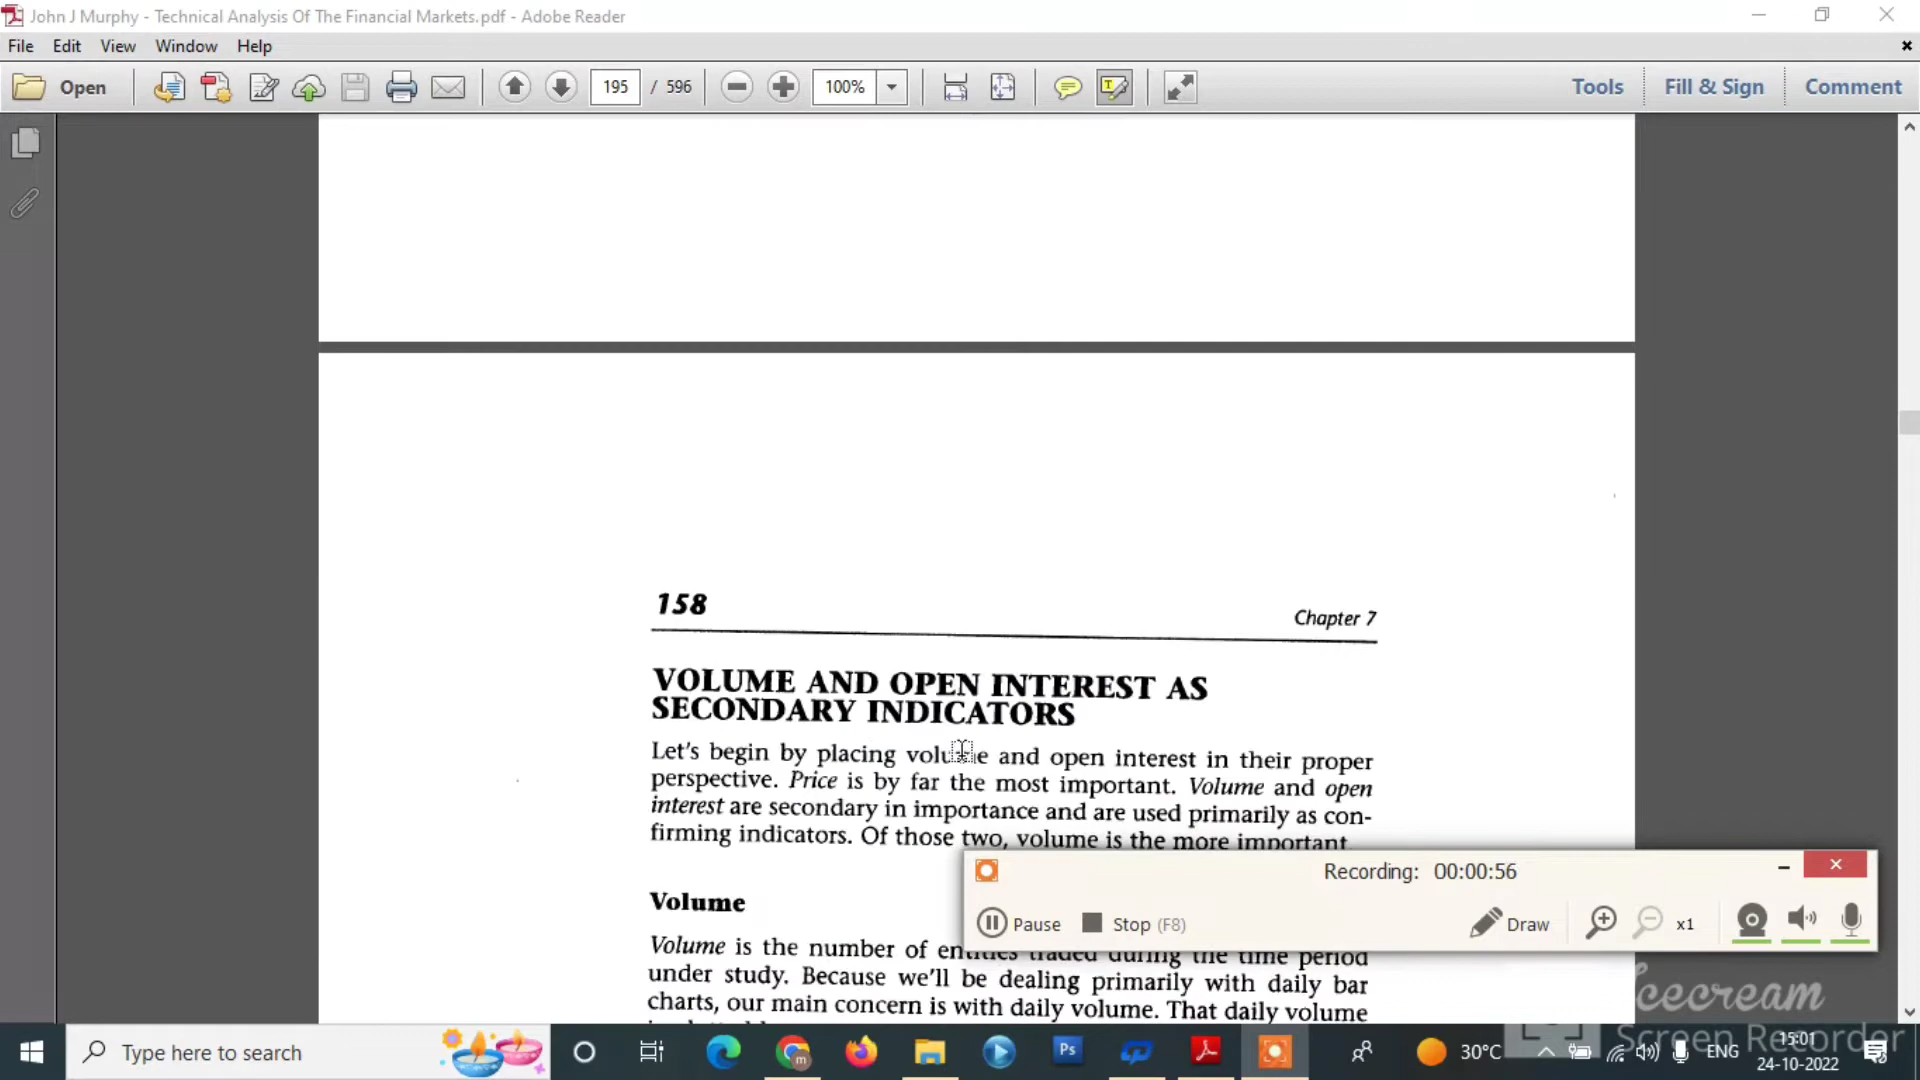 John J Murphy - Technical Analysis Of The Financial Markets.pdf - Adobe Reader
File Edit View Window Help
Open 195 / 596 100% Tools Fill & Sign Comment
158 Chapter 7
VOLUME AND OPEN INTEREST AS
SECONDARY INDICATORS
Let's begin by placing volume and open interest in their proper
perspective. Price is by far the most important. Volume and open
interest are secondary in importance and are used primarily as con-
firming indicators. Of those two, volume is the more important
Recording: 00:00:56
Pause Stop (F8) Draw x1
Volume
Volume is the number of entities traded during the time period
under study. Because we'll be dealing primarily with daily bar
charts, our main concern is with daily volume. That daily volume
icecream
Screen Recorder
Type here to search
Ps
30°C
ENG
15:01
24-10-2022